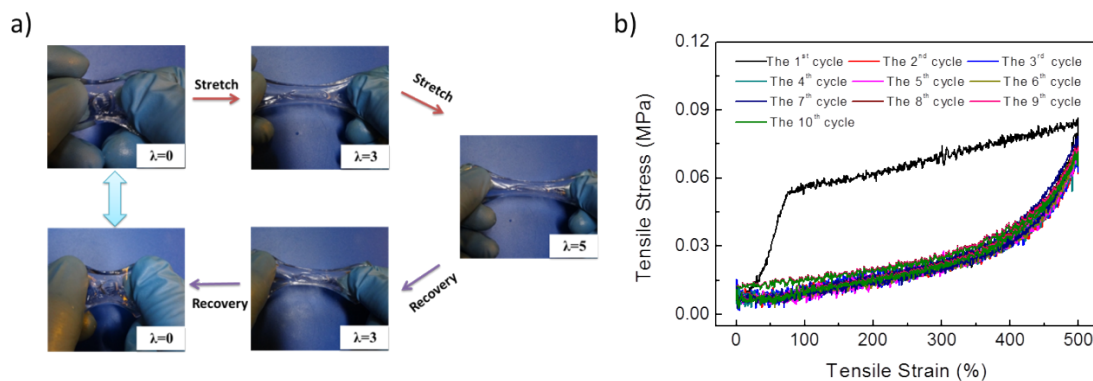 a)
Stretch
λ=0
λ=3
Stretch
λ=5
Recovery
λ=3
Recovery
λ=0
b)
Tensile Stress (MPa)
0.12
0.09
0.06
0.03
0.00
The 1st cycle The 2nd cycle The 3rd cycle
The 4th cycle The 5th cycle The 6th cycle
The 7th cycle The 8th cycle The 9th cycle
The 10th cycle
0 100 200 300 400 500
Tensile Strain (%)